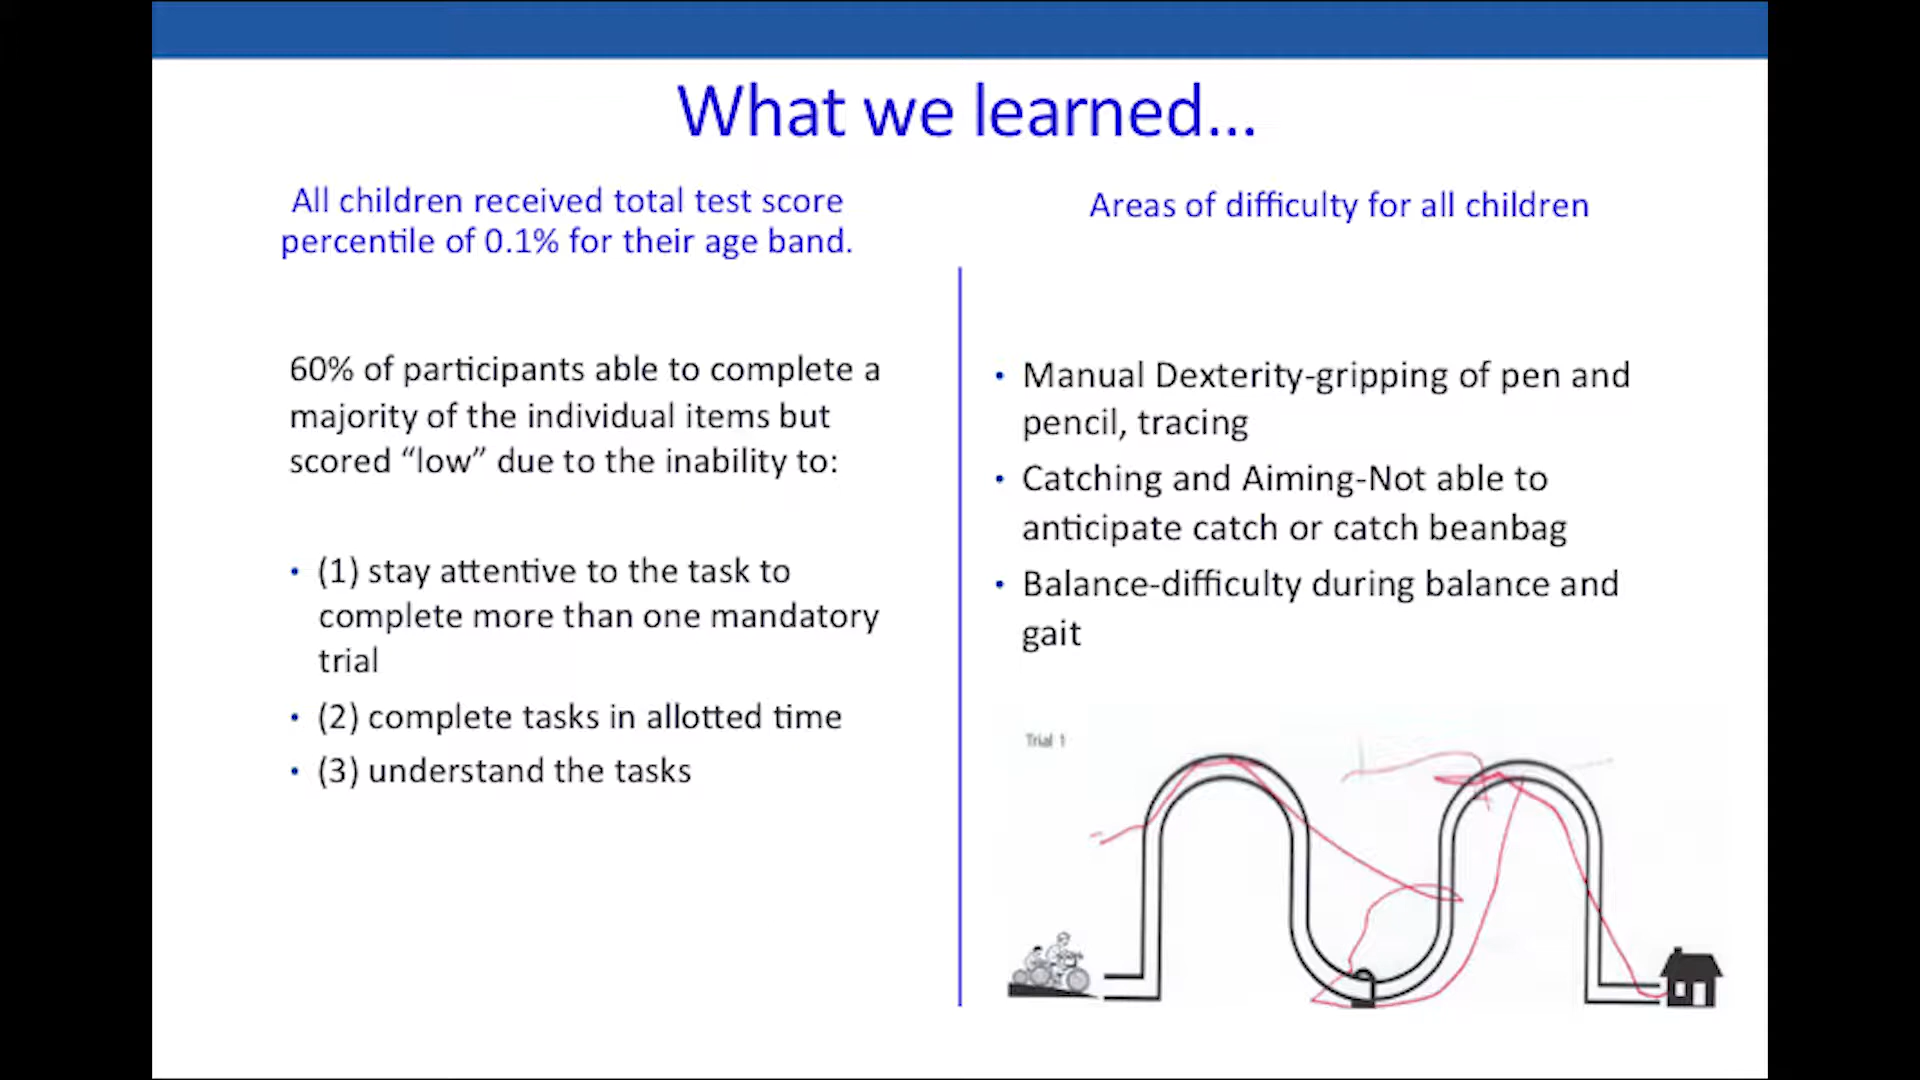 What we learned...
All children received total test score
percentile of 0.1% for their age band.
60% of participants able to complete a
majority of the individual items but
scored “low” due to the inability to:
• (1) stay attentive to the task to
complete more than one mandatory
trial
• (2) complete tasks in allotted time
• (3) understand the tasks
Areas of difficulty for all children
• Manual Dexterity-gripping of pen and
pencil, tracing
• Catching and Aiming-Not able to
anticipate catch or catch beanbag
• Balance-difficulty during balance and
gait
Trial 1